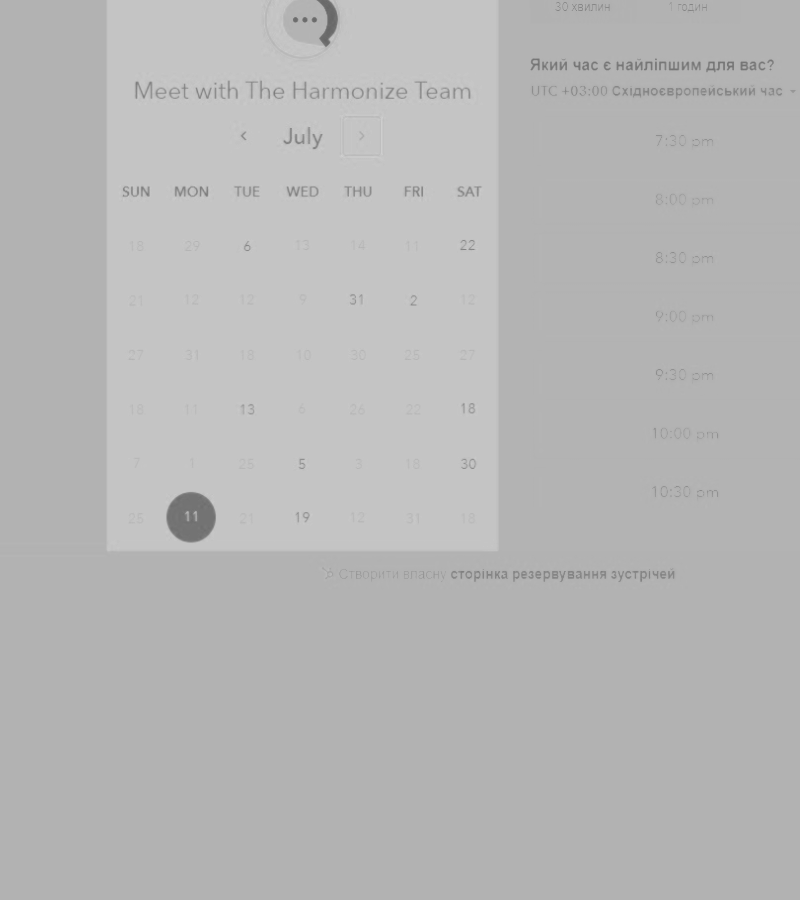 30 хвилин 1 годин
Який час є найліпшим для вас?
UTC +03:00 Східноєвропейський час
Meet with The Harmonize Team
July
SUN MON TUE WED THU FRI SAT
18 29 6 13 14 11 22
21 12 12 9 31 2 12
27 31 18 10 30 25 27
18 11 13 6 26 22 18
7 1 25 5 3 18 30
25 11 21 19 12 31 18
7:30 pm
8:00 pm
8:30 pm
9:00 pm
9:30 pm
10:00 pm
10:30 pm
Створити власну сторінка резервування зустрічей